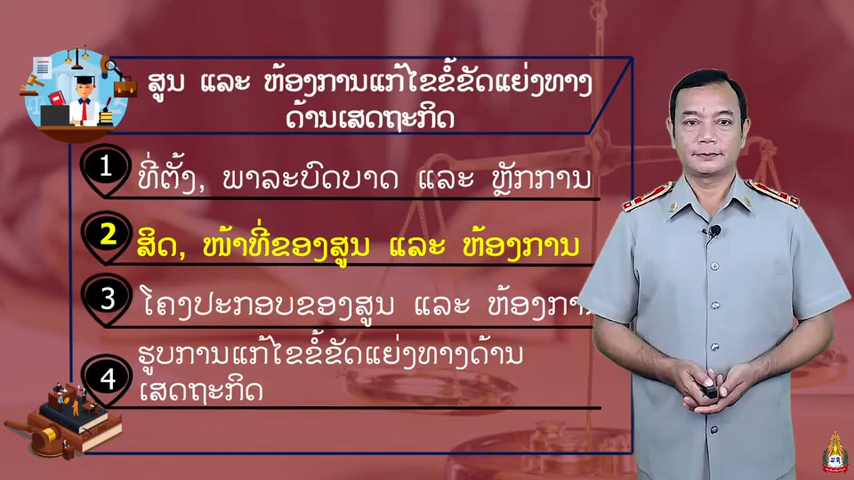 ສູນ ແລະ ຫ້ອງການແກ້ໄຂຂໍ້ຂັດແຍ່ງທາງ
ດ້ານເສດຖະກິດ
1 ທີ່ຕັ້ງ, ພາລະບົດບາດ ແລະ ຫຼັກການ
2 ສິດ, ໜ້າທີ່ຂອງສູນ ແລະ ຫ້ອງການ
3 ໂຄງປະກອບຂອງສູນ ແລະ ຫ້ອງການ
4 ຮູບການແກ້ໄຂຂໍ້ຂັດແຍ່ງທາງດ້ານ
ເສດຖະກິດ